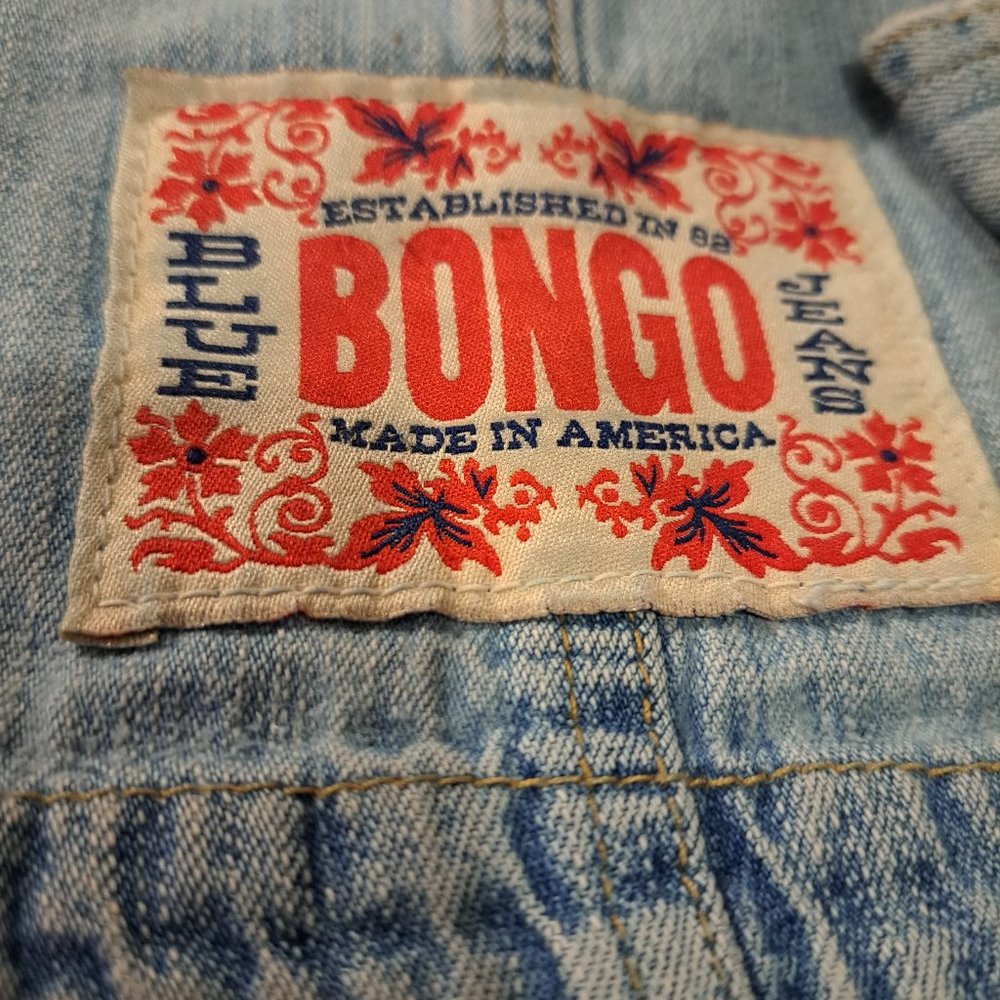 ESTABLISHED IN 82
BLUE
BONGO
JEANS
MADE IN AMERICA